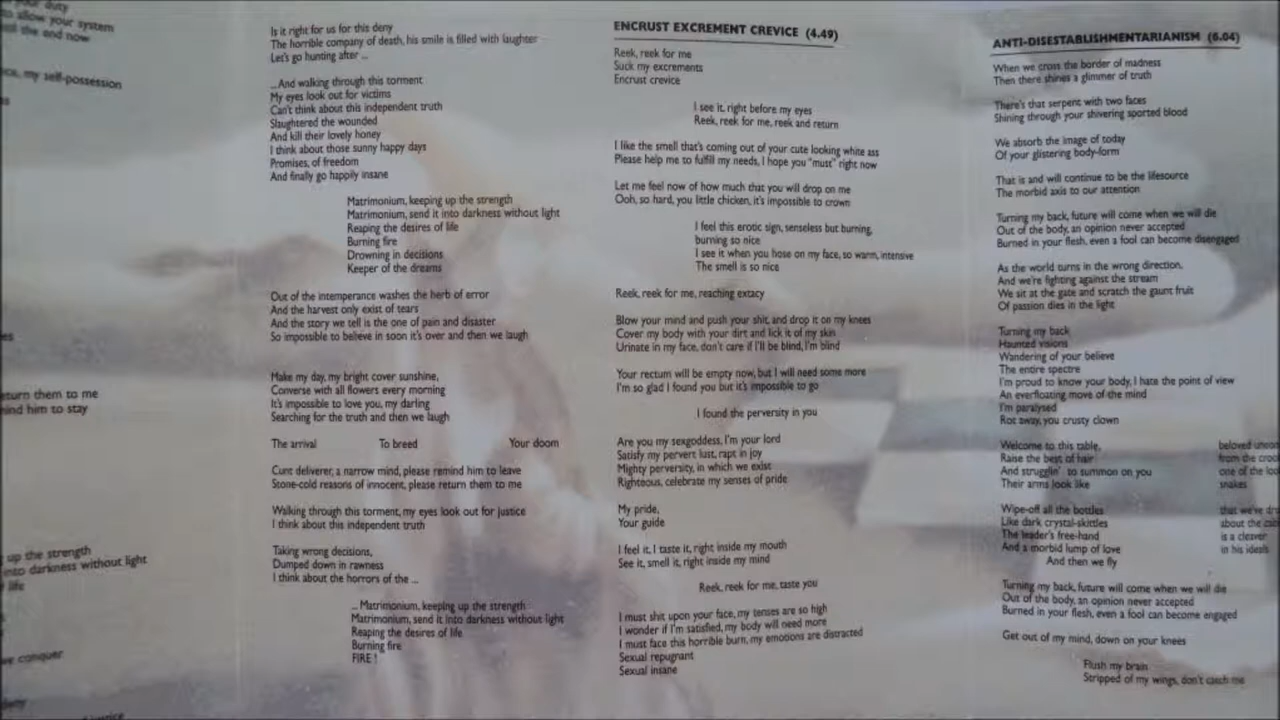 your duty
to allow your system
the end now
my self-possession
return them to me
mind him to stay
up the strength
into darkness without light
life
we conquer
Is it right for us for this deny
The horrible company of death, his smile is filled with laughter
Let's go hunting after ...
...And walking through this torment
My eyes look out for victims
Can't think about this independent truth
Slaughtered the wounded
And kill their lovely honey
I think about those sunny happy days
Promises, of freedom
And finally go happily insane
Matrimonium, keeping up the strength
Matrimonium, send it into darkness without light
Reaping the desires of life
Burning fire
Drowning in decisions
Keeper of the dreams
Out of the intemperance washes the herb of error
And the harvest only exist of tears
And the story we tell is the one of pain and disaster
So impossible to believe in soon it's over and then we laugh
Make my day, my bright cover sunshine,
Converse with all flowers every morning
It's impossible to love you, my darling
Searching for the truth and then we laugh
The arrival To breed Your doom
Cunt deliverer, a narrow mind, please remind him to leave
Stone-cold reasons of innocent, please return them to me
Walking through this torment, my eyes look out for justice
I think about this independent truth
Taking wrong decisions,
Dumped down in rawness
I think about the horrors of the ...
... Matrimonium, keeping up the strength
Matrimonium, send it into darkness without light
Reaping the desires of life
Burning fire
FIRE !
ENCRUST EXCREMENT CREVICE (4.49)
Reek, reek for me
Suck my excrements
Encrust crevice
I see it, right before my eyes
Reek, reek for me, reek and return
I like the smell that's coming out of your cute looking white ass
Please help me to fulfill my needs, I hope you "must" right now
Let me feel now of how much that you will drop on me
Ooh, so hard, you little chicken, it's impossible to crown
I feel this erotic sign, senseless but burning,
burning so nice
I see it when you hose on my face, so warm, intensive
The smell is so nice
Reek, reek for me, reaching extacy
Blow your mind and push your shit, and drop it on my knees
Cover my body with your dirt and lick it of my skin
Urinate in my face, don't care if I'll be blind, I'm blind
Your rectum will be empty now, but I will need some more
I'm so glad I found you but it's impossible to go
I found the perversity in you
Are you my sexgoddess, I'm your lord
Satisfy my pervert lust, rapt in joy
Mighty perversity, in which we exist
Righteous, celebrate my senses of pride
My pride,
Your guide
I feel it, I taste it, right inside my mouth
See it, smell it, right inside my mind
Reek, reek for me, taste you
I must shit upon your face, my tenses are so high
I wonder if I'm satisfied, my body will need more
I must face this horrible burn, my emotions are distracted
Sexual repugrant
Sexual insane
ANTI-DISESTABLISHMENTARIANISM (6.04)
When we cross the border of madness
Then there shines a glimmer of truth
There's that serpent with two faces
Shining through your shivering sported blood
We absorb the image of today
Of your glistering body-form
That is and will continue to be the lifesource
The morbid axis to our attention
Turning my back, future will come when we will die
Out of the body, an opinion never accepted
Burned in your flesh, even a fool can become disengaged
As the world turns in the wrong direction,
And we're fighting against the stream
We sit at the gate and scratch the gaunt fruit
Of passion dies in the light
Turning my back
Haunted visions
Wandering of your believe
The entire spectre
I'm proud to know your body, I hate the point of view
An everfloating move of the mind
I'm paralysed
Rot away, you crusty clown
Welcome to this table, beloved
Raise the best of hair from the
And strugglin' to summon on you one of the
Their arms look like snakes
Wipe-off all the bottles that we've
Like dark crystal-skittles about the
The leader's free-hand is a cleaver
And a morbid lump of love in his ideals
And then we fly
Turning my back, future will come when we will die
Out of the body, an opinion never accepted
Burned in your flesh, even a fool can become engaged
Get out of my mind, down on your knees
Flush my brain
Stripped of my wings, don't catch me